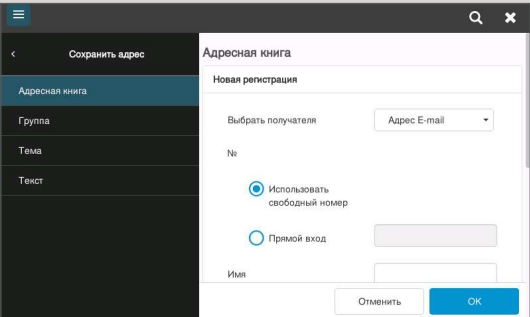 Сохранить адрес
Адресная книга
Группа
Тема
Текст
Адресная книга
Новая регистрация
Выбрать получателя
Адрес E-mail
№
Использовать
свободный номер
Прямой вход
Имя
Отменить
OK